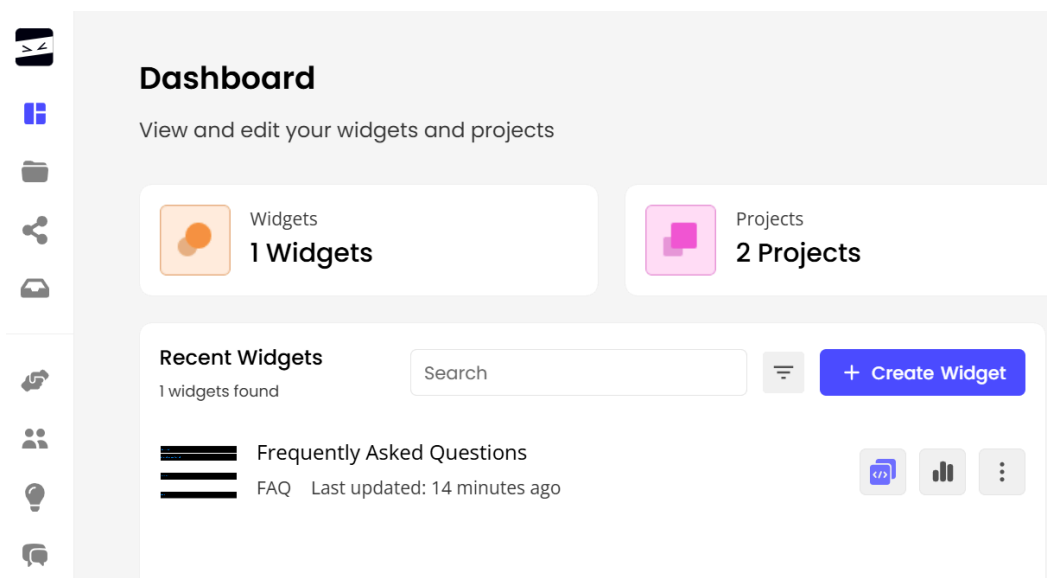 Dashboard
View and edit your widgets and projects
Widgets
1 Widgets
Projects
2 Projects
Recent Widgets
1 widgets found
Search
+ Create Widget
Frequently Asked Questions
FAQ Last updated: 14 minutes ago